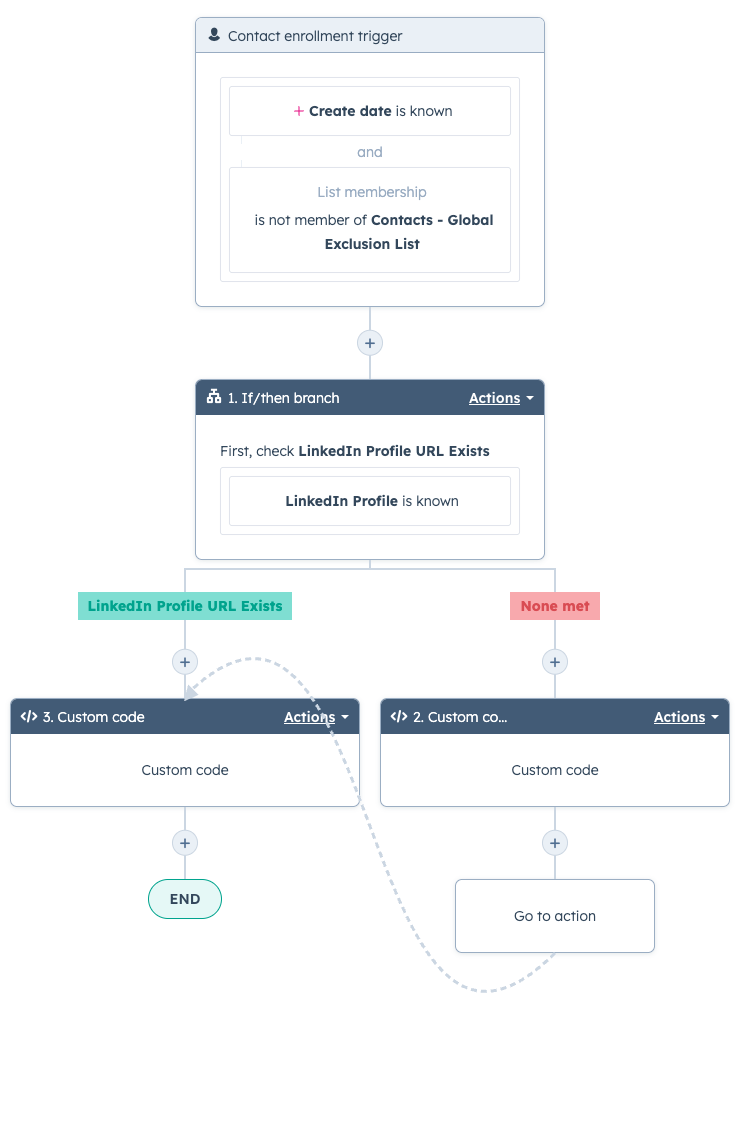 Contact enrollment trigger
+ Create date is known
and
List membership
is not member of Contacts - Global
Exclusion List
1. If/then branch
Actions
First, check LinkedIn Profile URL Exists
LinkedIn Profile is known
LinkedIn Profile URL Exists
None met
</> 3. Custom code
Actions
</> 2. Custom co...
Actions
Custom code
Custom code
END
Go to action